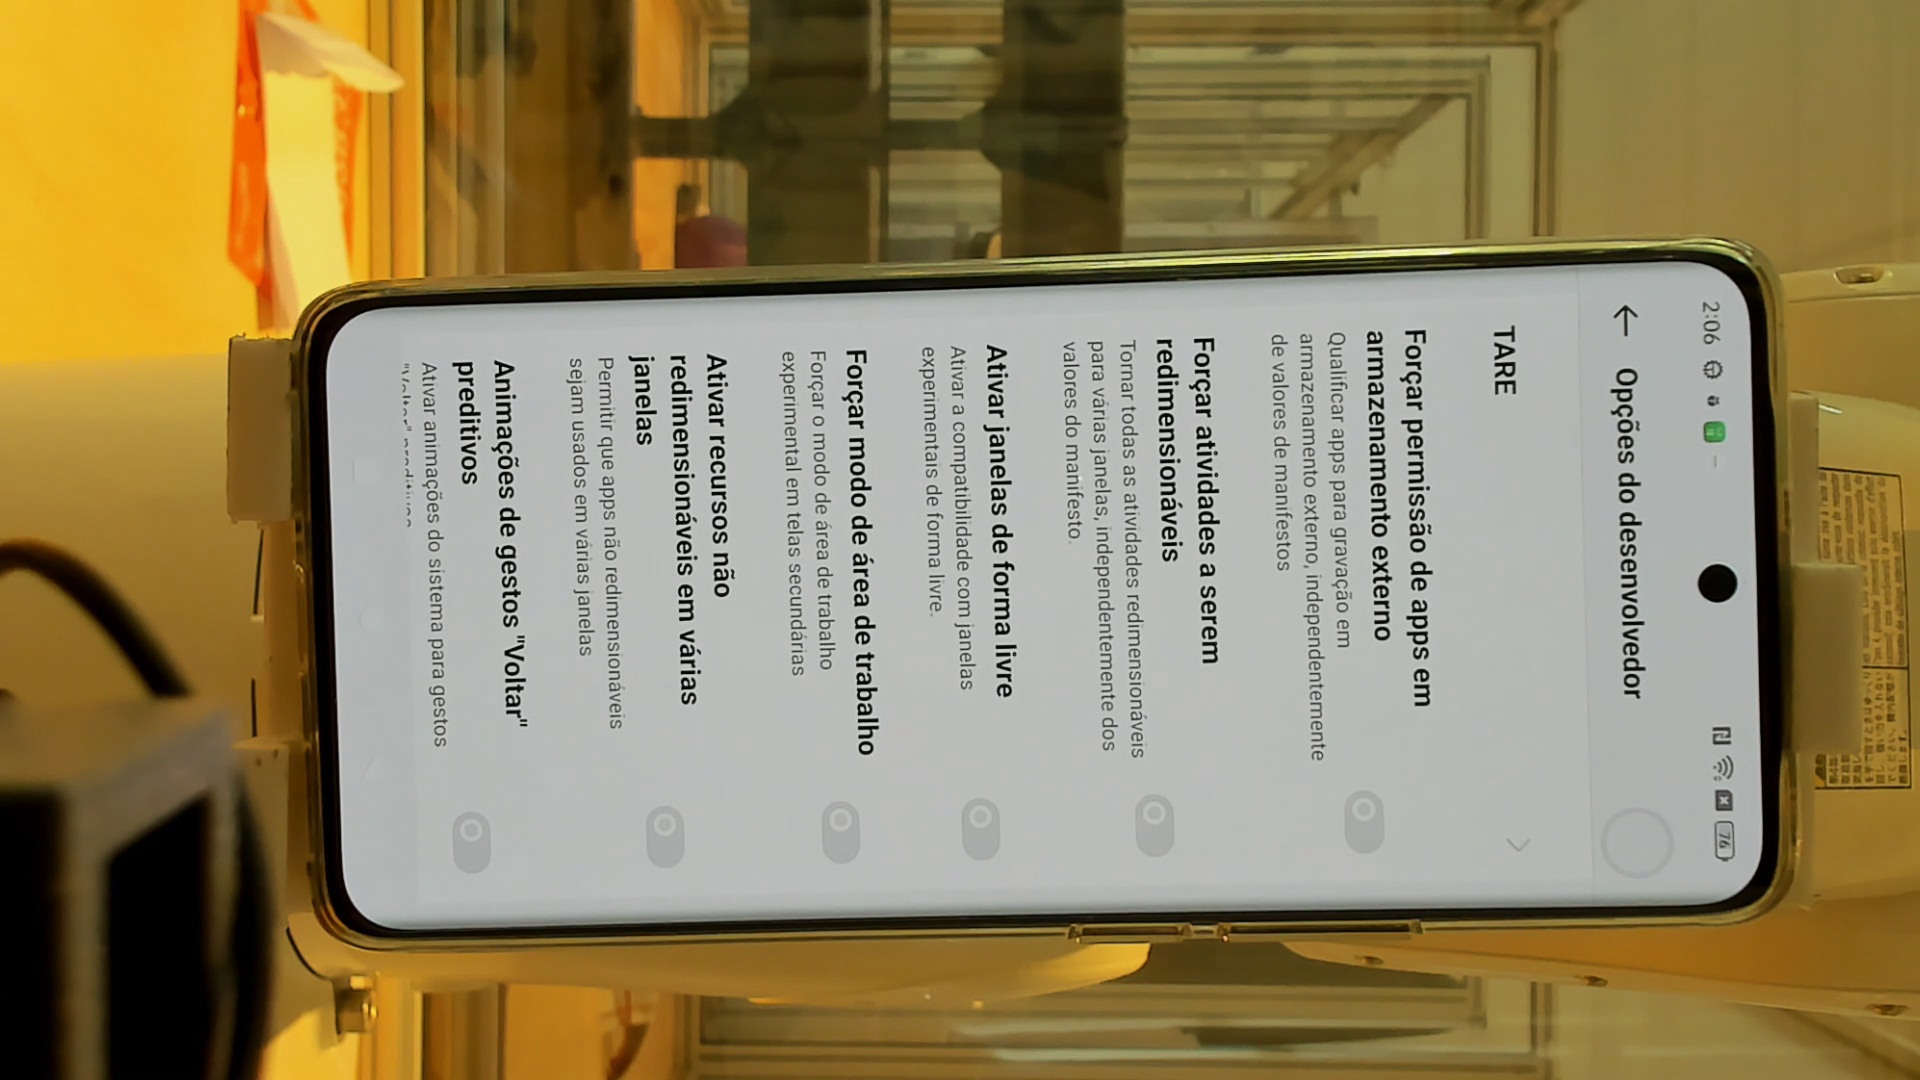 2:06
76
Opções do desenvolvedor
TARE
Forçar permissão de apps em
armazenamento externo
Qualificar apps para gravação em
armazenamento externo, independentemente
de valores de manifestos
Forçar atividades a serem
redimensionáveis
Tornar todas as atividades redimensionáveis
para várias janelas, independentemente dos
valores do manifesto.
Ativar janelas de forma livre
Ativar a compatibilidade com janelas
experimentais de forma livre.
Forçar modo de área de trabalho
Forçar o modo de área de trabalho
experimental em telas secundárias
Ativar recursos não
redimensionáveis em várias
janelas
Permitir que apps não redimensionáveis
sejam usados em várias janelas
Animações de gestos "Voltar"
preditivos
Ativar animações do sistema para gestos